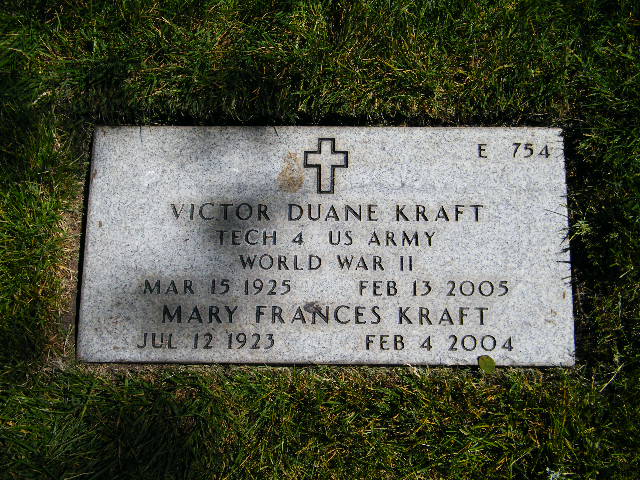 E 754
VICTOR DUANE KRAFT
TECH 4 US ARMY
WORLD WAR II
MAR 15 1925 FEB 13 2005
MARY FRANCES KRAFT
JUL 12 1923 FEB 4 2004